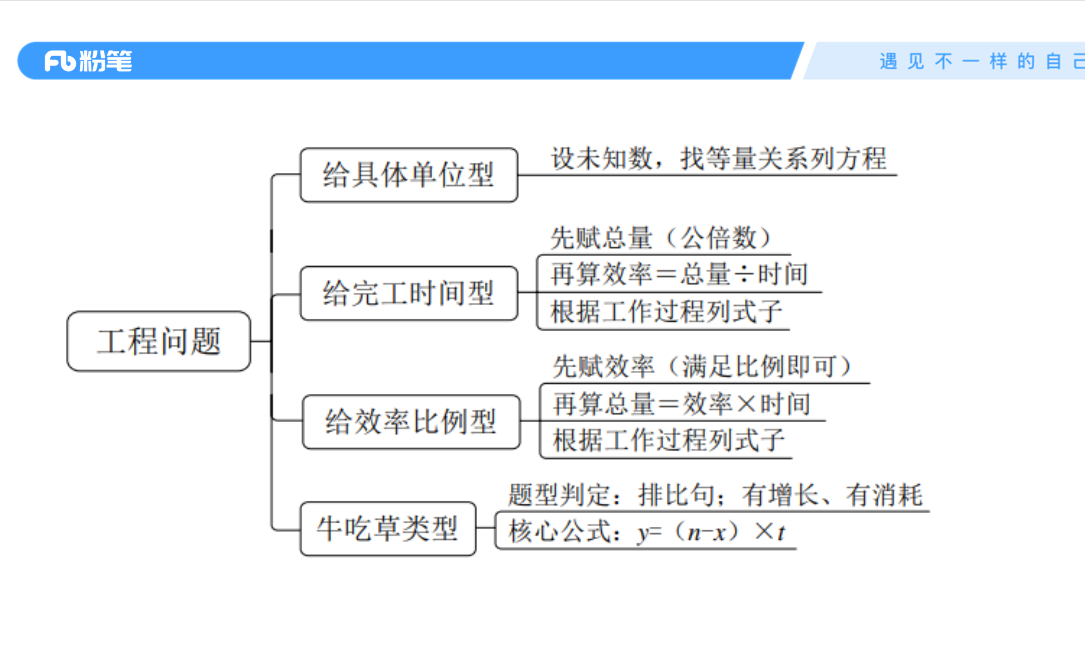 粉笔
遇见不一样的自己
给具体单位型
设未知数，找等量关系列方程
给完工时间型
先赋总量（公倍数）
再算效率＝总量÷时间
根据工作过程列式子
工程问题
给效率比例型
先赋效率（满足比例即可）
再算总量＝效率×时间
根据工作过程列式子
牛吃草类型
题型判定：排比句；有增长、有消耗
核心公式：y=（n-x）×t